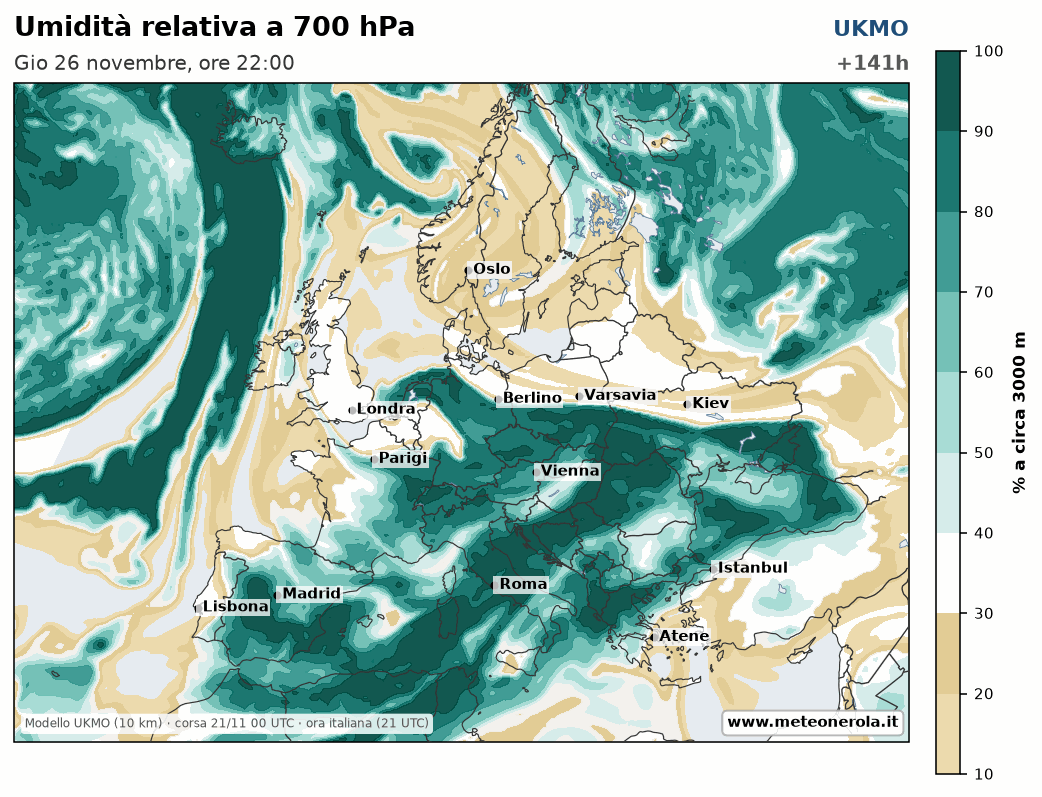 Umidità relativa a 700 hPa
UKMO
Gio 26 novembre, ore 22:00
+141h
100
90
80
70
60
50
40
30
20
10
% a circa 3000 m
Oslo
Londra
Berlino
Varsavia
Kiev
Parigi
Vienna
Istanbul
Madrid
Roma
Lisbona
Atene
Modello UKMO (10 km) · corsa 21/11 00 UTC · ora italiana (21 UTC)
www.meteonerola.it